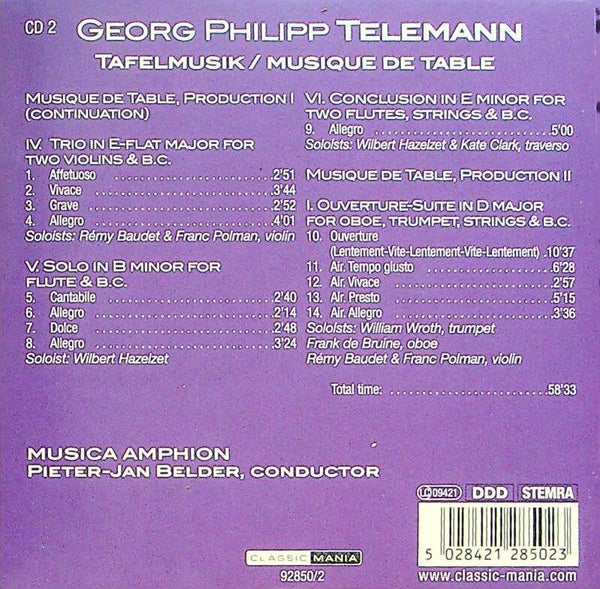 CD 2 GEORG PHILIPP TELEMANN
TAFELMUSIK / MUSIQUE DE TABLE
MUSIQUE DE TABLE, PRODUCTION I
(CONTINUATION)
IV. TRIO IN E-FLAT MAJOR FOR
TWO VIOLINS & B.C.
1. Affetuoso ..........2'51
2. Vivace ..........3'44
3. Grave ..........2'52
4. Allegro ..........4'01
Soloists: Rémy Baudet & Franc Polman, violin
V. SOLO IN B MINOR FOR
FLUTE & B.C.
5. Cantabile ..........2'40
6. Allegro ..........2'14
7. Dolce ..........2'48
8. Allegro ..........3'24
Soloist: Wilbert Hazelzet
VI. CONCLUSION IN E MINOR FOR
TWO FLUTES, STRINGS & B.C.
9. Allegro ..........5'00
Soloists: Wilbert Hazelzet & Kate Clark, traverso
MUSIQUE DE TABLE, PRODUCTION II
I. OUVERTURE-SUITE IN D MAJOR
FOR OBOE, TRUMPET, STRINGS & B.C.
10. Ouverture
(Lentement-Vite-Lentement-Vite-Lentement) .10'37
11. Air. Tempo giusto ..........6'28
12. Air. Vivace ..........2'57
13. Air. Presto ..........5'15
14. Air. Allegro ..........3'36
Soloists: William Wroth, trumpet
Frank de Bruine, oboe
Rémy Baudet & Franc Polman, violin
Total time: ..........58'33
MUSICA AMPHION
PIETER-JAN BELDER, CONDUCTOR
LC 09421 DDD STEMRA
5 028421 285023
CLASSIC MANIA
92850/2
www.classic-mania.com